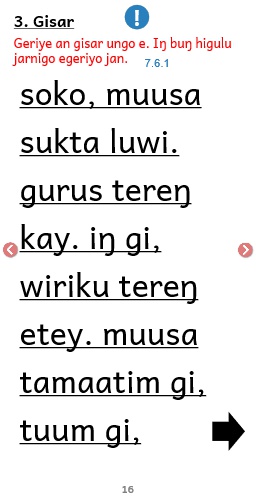 3. Gisar
Geriye an gisar ungo e. Iŋ buŋ higulu
jarnigo egeriyo jan.
7.6.1
soko, muusa
sukta luwi.
gurus tereŋ
kay. iŋ gi,
wiriku tereŋ
etey. muusa
tamaatim gi,
tuum gi,
16